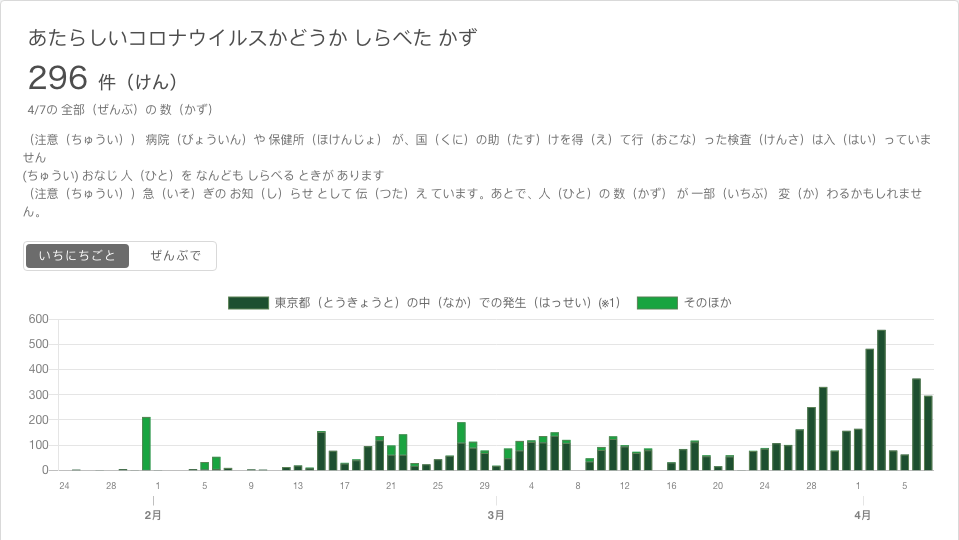 あたらしいコロナウイルスかどうか しらべた かず
296 件（けん）
4/7の 全部（ぜんぶ）の 数（かず）
（注意（ちゅうい）） 病院（びょういん）や 保健所（ほけんじょ） が、国（くに）の助（たす）けを得（え）て行（おこな）った検査（けんさ）は入（はい）っていま
せん
(ちゅうい) おなじ 人（ひと）を なんども しらべる ときが あります
（注意（ちゅうい））急（いそ）ぎの お知（し）らせ として 伝（つた）え ています。あとで、人（ひと）の 数（かず） が 一部（いちぶ） 変（か）わるかもしれませ
ん。
いちにちごと ぜんぶで
東京都（とうきょうと）の中（なか）での発生（はっせい）(※1) そのほか
600
500
400
300
200
100
0
24 28 1 5 9 13 17 21 25 29 4 8 12 16 20 24 28 1 5
2月 3月 4月